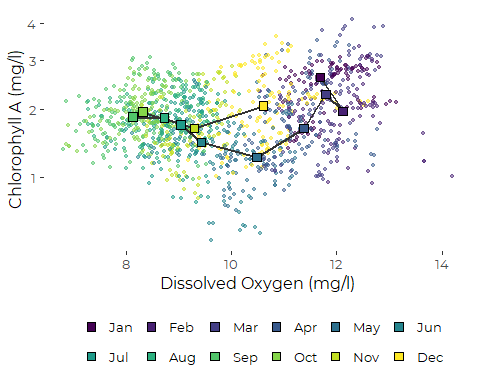 Chlorophyll A (mg/l)
4
3
2
1
8 10 12 14
Dissolved Oxygen (mg/l)
Jan Feb Mar Apr May Jun
Jul Aug Sep Oct Nov Dec